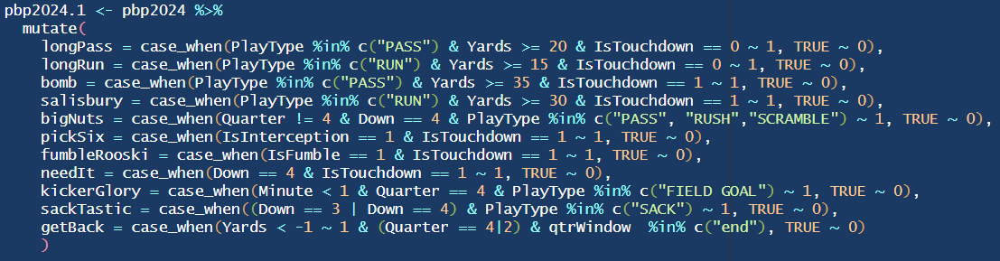 pbp2024.1 <- pbp2024 %>%
  mutate(
    longPass = case_when(PlayType %in% c("PASS") & Yards >= 20 & IsTouchdown == 0 ~ 1, TRUE ~ 0),
    longRun = case_when(PlayType %in% c("RUN") & Yards >= 15 & IsTouchdown == 0 ~ 1, TRUE ~ 0),
    bomb = case_when(PlayType %in% c("PASS") & Yards >= 35 & IsTouchdown == 1 ~ 1, TRUE ~ 0),
    salisbury = case_when(PlayType %in% c("RUN") & Yards >= 30 & IsTouchdown == 1 ~ 1, TRUE ~ 0),
    bigNuts = case_when(Quarter != 4 & Down == 4 & PlayType %in% c("PASS", "RUSH","SCRAMBLE") ~ 1, TRUE ~ 0),
    pickSix = case_when(IsInterception == 1 & IsTouchdown == 1 ~ 1, TRUE ~ 0),
    fumbleRooski = case_when(IsFumble == 1 & IsTouchdown == 1 ~ 1, TRUE ~ 0),
    needIt = case_when(Down == 4 & IsTouchdown == 1 ~ 1, TRUE ~ 0),
    kickerGlory = case_when(Minute < 1 & Quarter == 4 & PlayType %in% c("FIELD GOAL") ~ 1, TRUE ~ 0),
    sackTastic = case_when((Down == 3 | Down == 4) & PlayType %in% c("SACK") ~ 1, TRUE ~ 0),
    getBack = case_when(Yards < -1 ~ 1 & (Quarter == 4|2) & qtrWindow  %in% c("end"), TRUE ~ 0)
    )